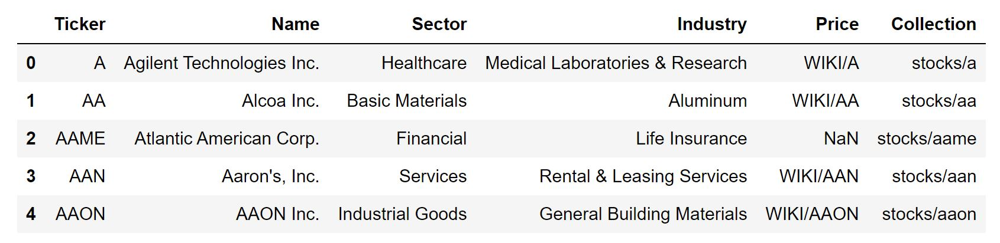 Ticker Name Sector Industry Price Collection
0 A Agilent Technologies Inc. Healthcare Medical Laboratories & Research WIKI/A stocks/a
1 AA Alcoa Inc. Basic Materials Aluminum WIKI/AA stocks/aa
2 AAME Atlantic American Corp. Financial Life Insurance NaN stocks/aame
3 AAN Aaron's, Inc. Services Rental & Leasing Services WIKI/AAN stocks/aan
4 AAON AAON Inc. Industrial Goods General Building Materials WIKI/AAON stocks/aaon